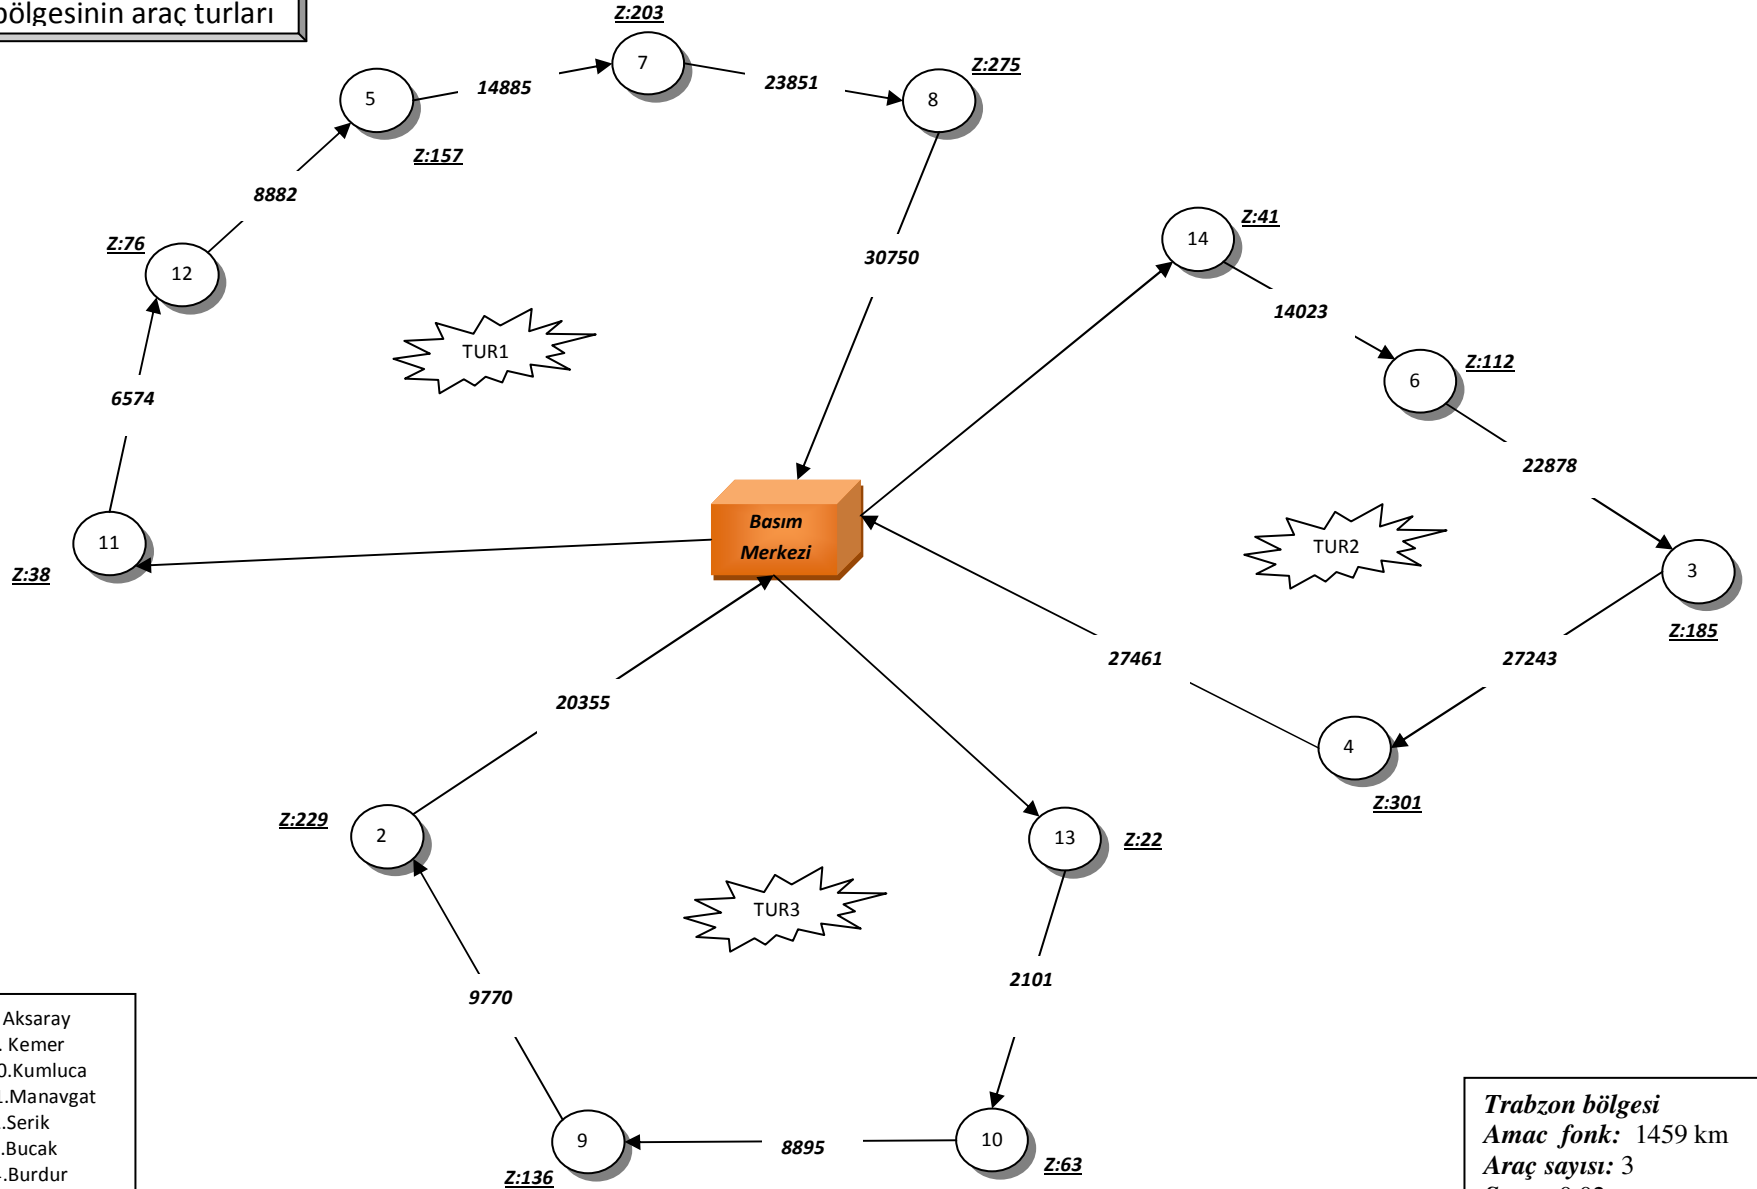 bölgesinin araç turları
Z:203
7
14885
23851
Z:275
5
8
Z:157
8882
Z:76
12
30750
Z:41
14
14023
TUR1
6574
Z:112
6
22878
Basım
Merkezi
11
Z:38
TUR2
3
Z:185
27461
27243
20355
4
Z:301
Z:229
2
13
Z:22
TUR3
2101
9770
9
8895
10
Z:136
Z:63
Aksaray
. Kemer
0.Kumluca
.Manavgat
.Serik
.Bucak
.Burdur
Trabzon bölgesi
Amac fonk: 1459 km
Araç sayısı: 3